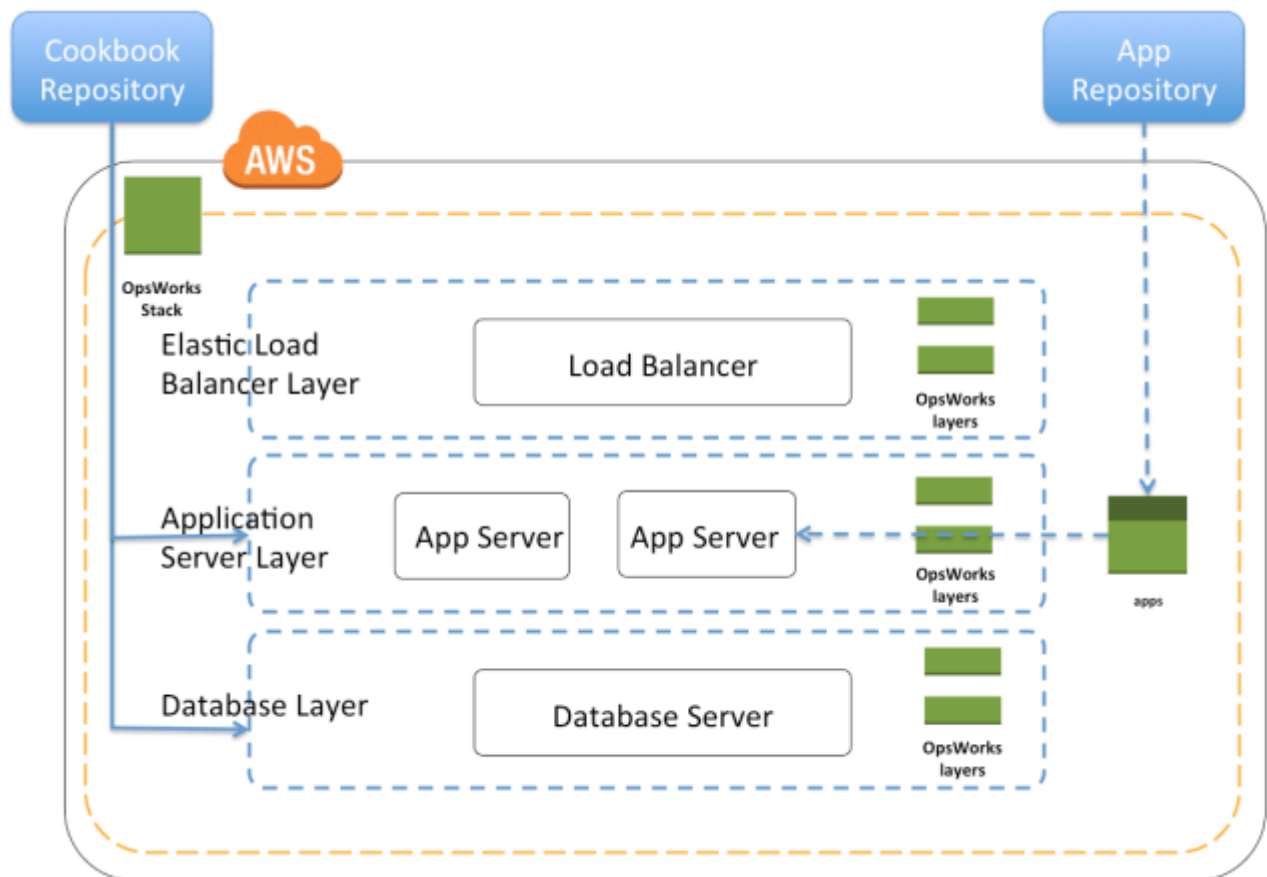 Cookbook
Repository
App
Repository
AWS
OpsWorks
Stack
Elastic Load
Balancer Layer
Load Balancer
OpsWorks
layers
Application
Server Layer
App Server
App Server
OpsWorks
layers
apps
Database Layer
Database Server
OpsWorks
layers